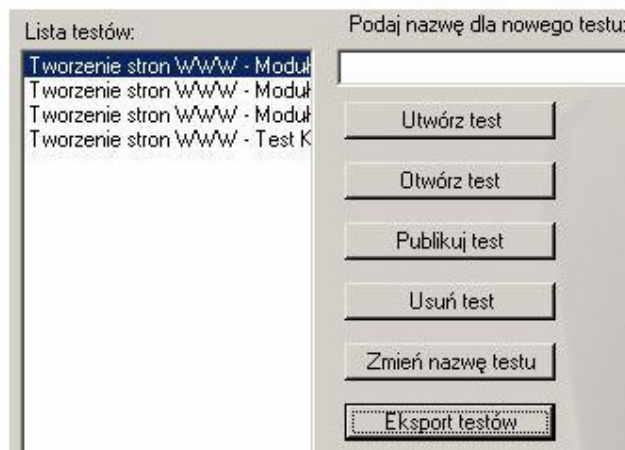 Lista testów:
Tworzenie stron WWW - Moduł
Tworzenie stron WWW - Moduł
Tworzenie stron WWW - Moduł
Tworzenie stron WWW - Test K
Podaj nazwę dla nowego testu:
Utwórz test
Otwórz test
Publikuj test
Usuń test
Zmień nazwę testu
Eksport testów